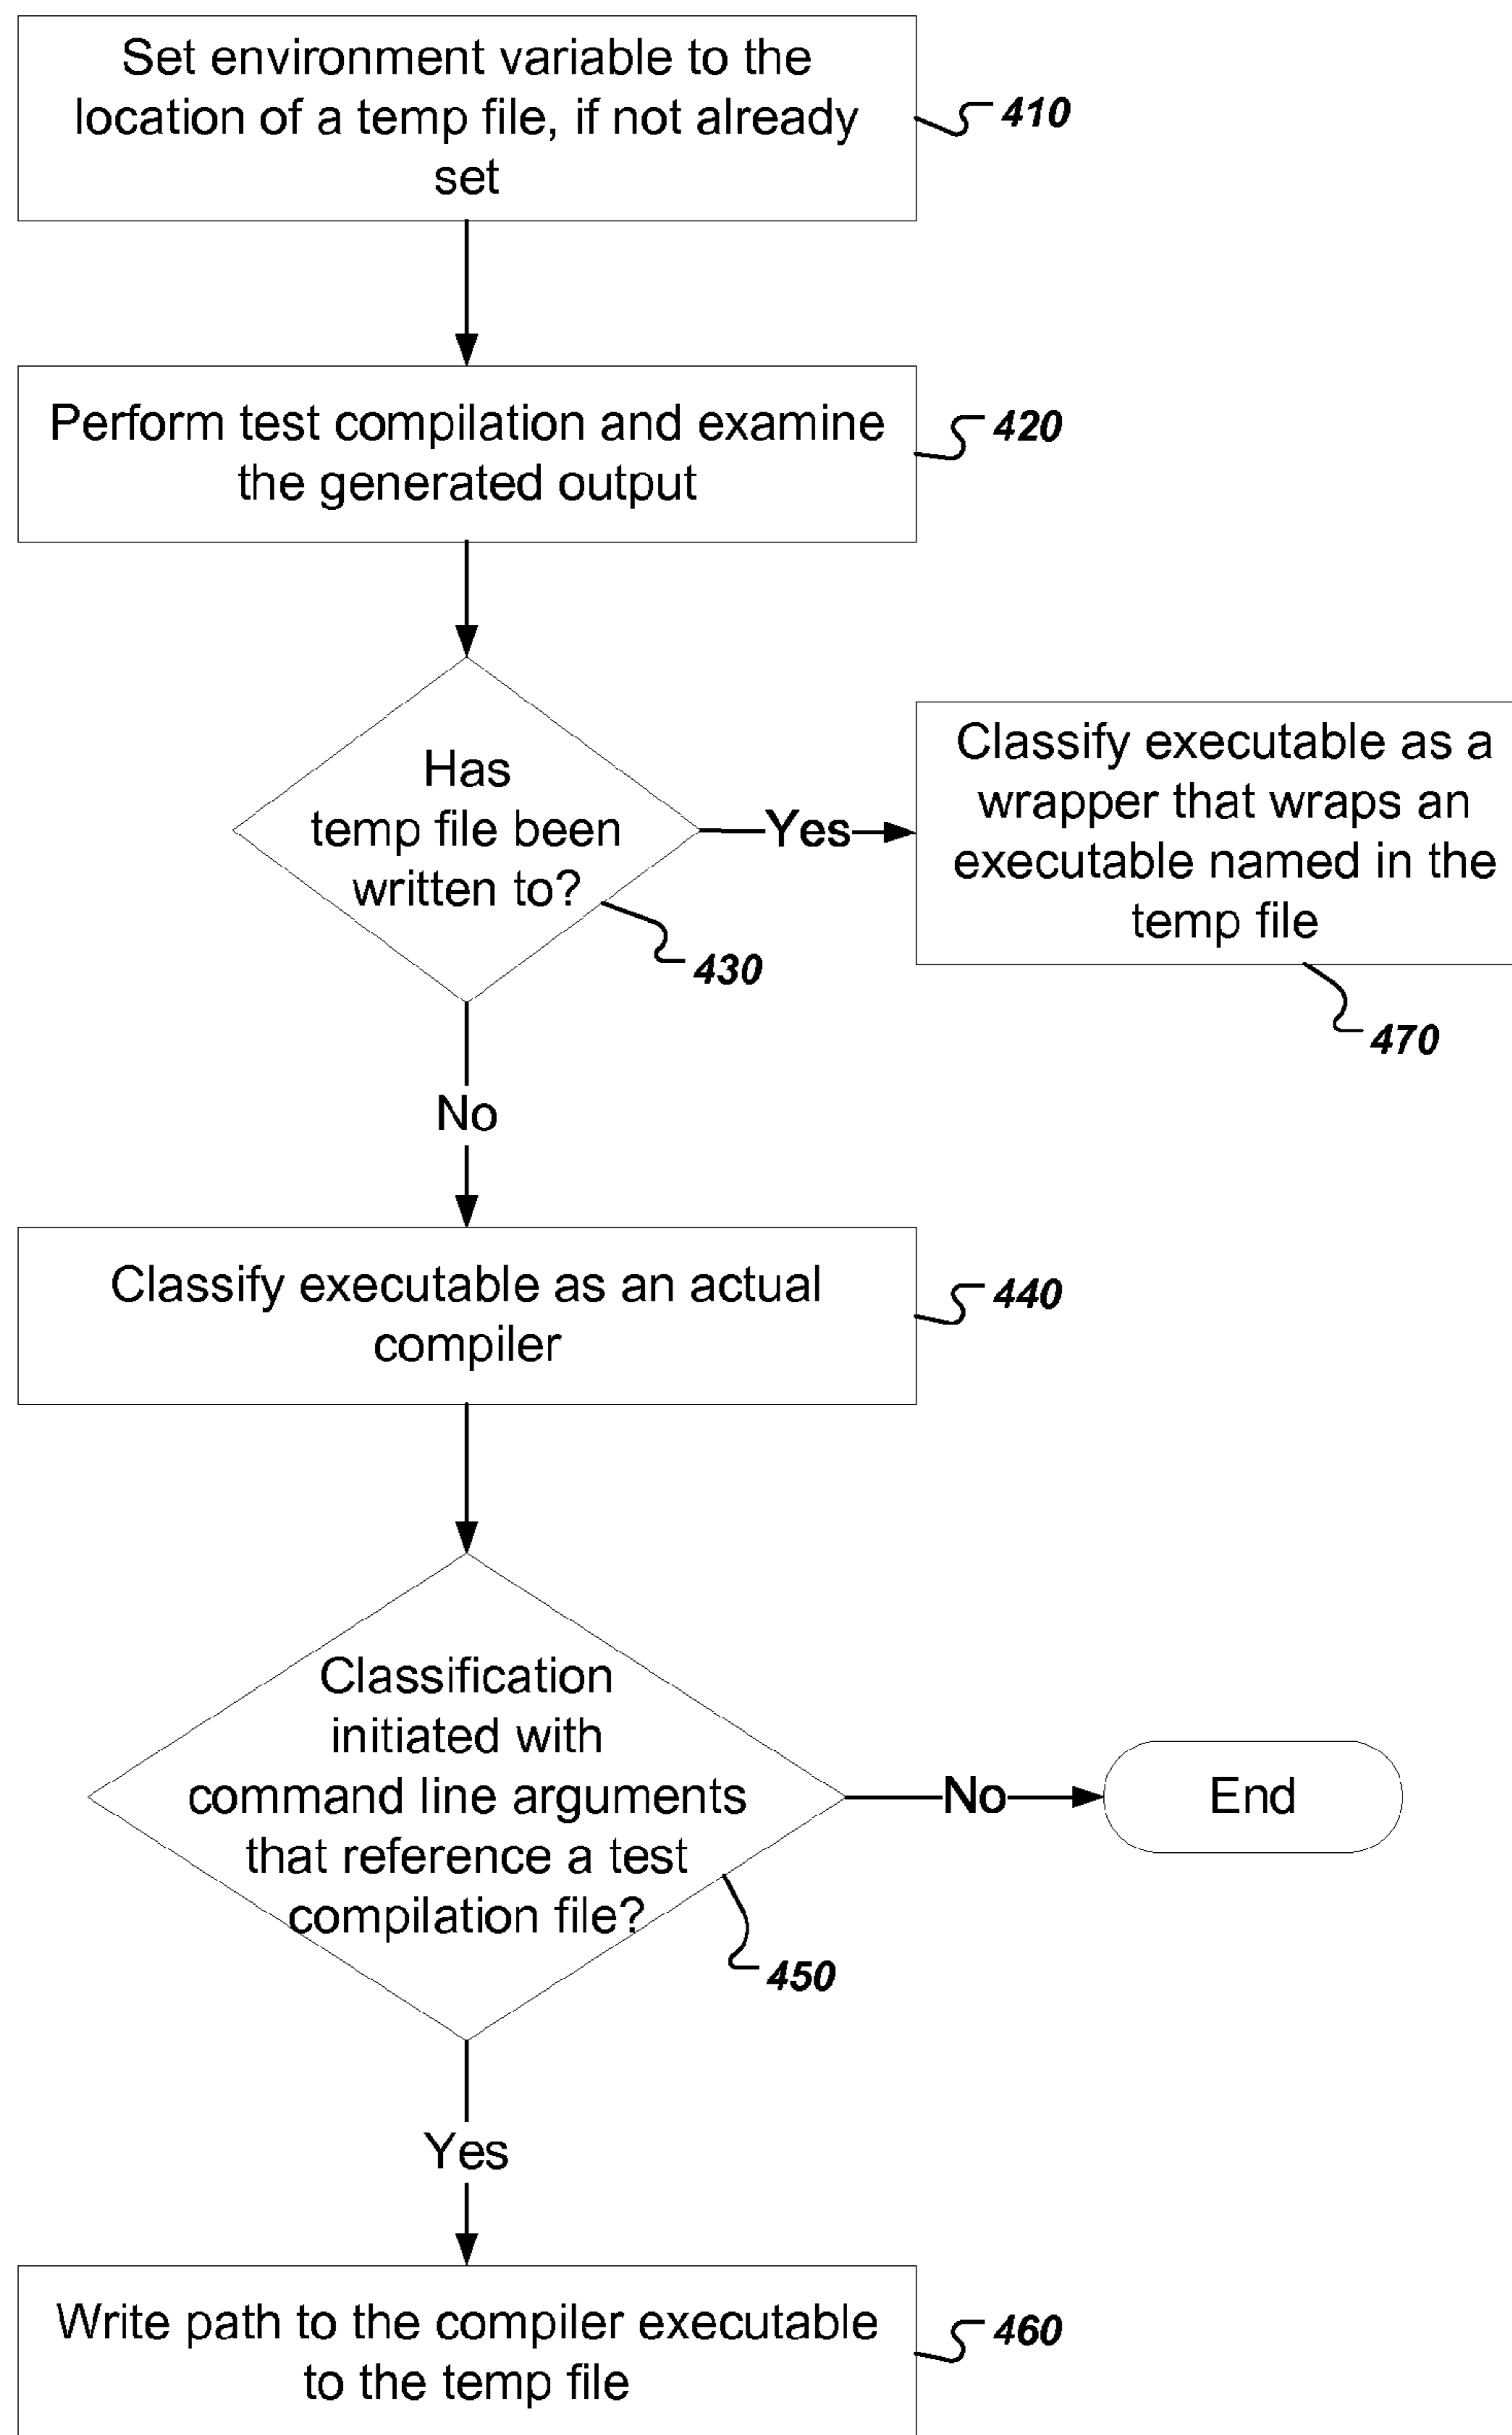 Set environment variable to the
location of a temp file, if not already
set
410
Perform test compilation and examine
the generated output
420
Has
temp file been
written to?
430
Yes
Classify executable as a
wrapper that wraps an
executable named in the
temp file
470
No
Classify executable as an actual
compiler
440
Classification
initiated with
command line arguments
that reference a test
compilation file?
450
No
End
Yes
Write path to the compiler executable
to the temp file
460